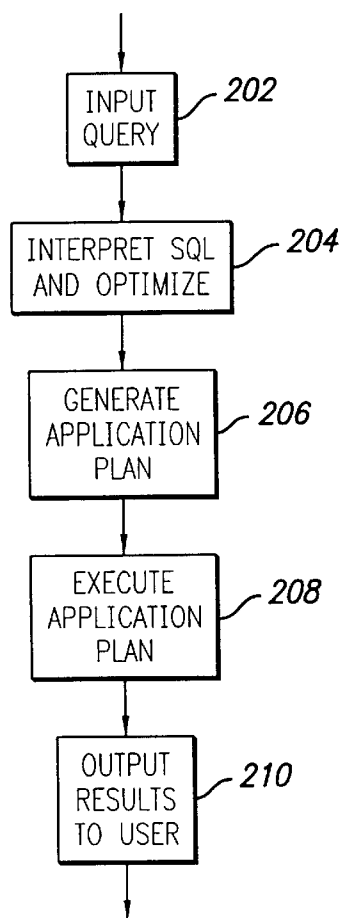 INPUT
QUERY
202
INTERPRET SQL
AND OPTIMIZE
204
GENERATE
APPLICATION
PLAN
206
EXECUTE
APPLICATION
PLAN
208
OUTPUT
RESULTS
TO USER
210